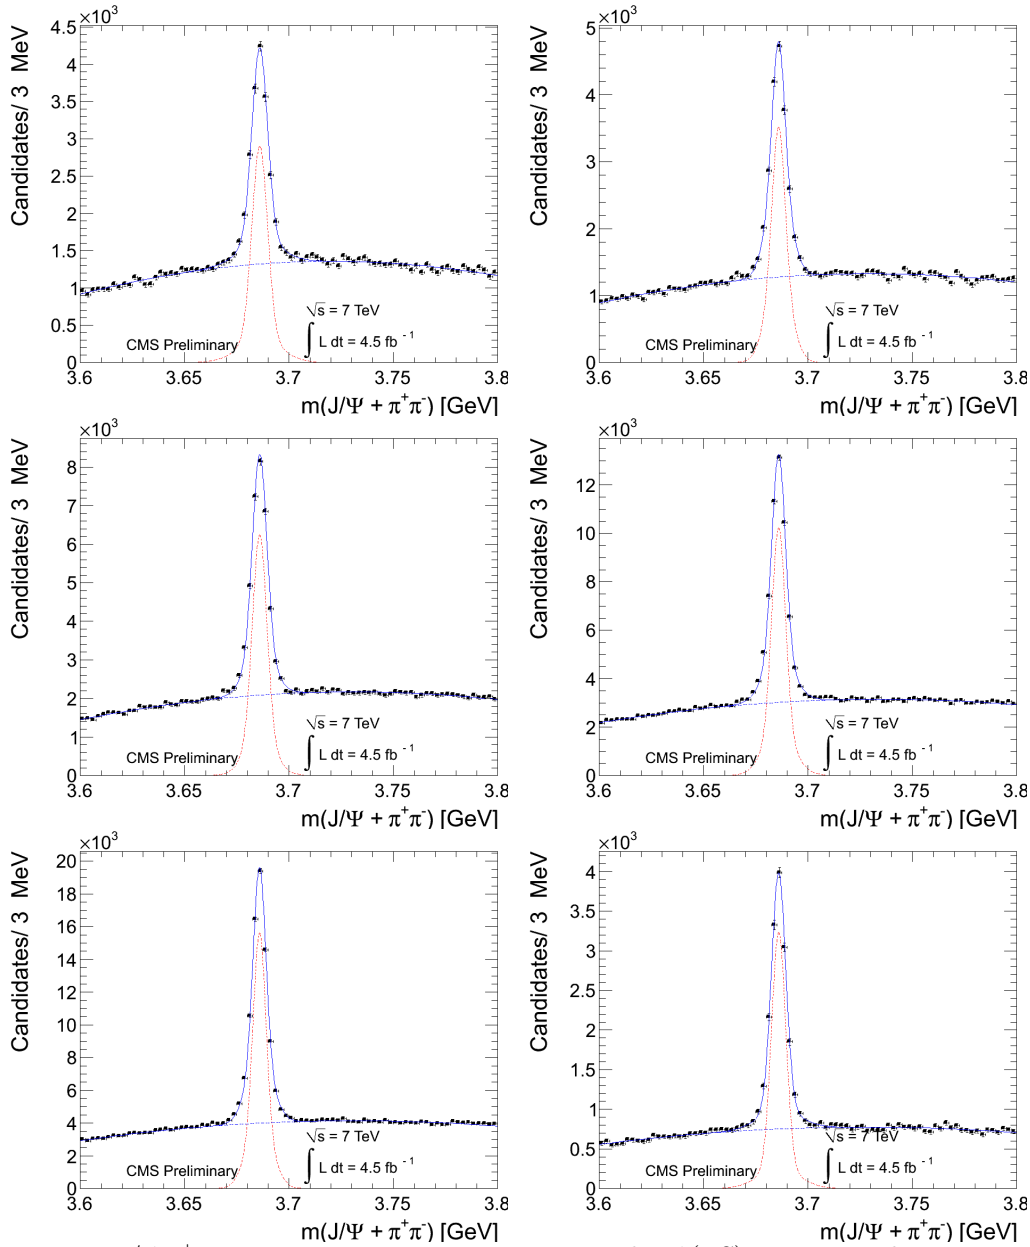 ×10³
Candidates/ 3 MeV
4.5
4
3.5
3
2.5
2
1.5
1
0.5
0
CMS Preliminary
√s = 7 TeV
∫ L dt = 4.5 fb⁻¹
3.6 3.65 3.7 3.75 3.8
m(J/Ψ + π⁺π⁻) [GeV]
×10³
Candidates/ 3 MeV
5
4
3
2
1
0
CMS Preliminary
√s = 7 TeV
∫ L dt = 4.5 fb⁻¹
3.6 3.65 3.7 3.75 3.8
m(J/Ψ + π⁺π⁻) [GeV]
×10³
Candidates/ 3 MeV
8
7
6
5
4
3
2
1
0
CMS Preliminary
√s = 7 TeV
∫ L dt = 4.5 fb⁻¹
3.6 3.65 3.7 3.75 3.8
m(J/Ψ + π⁺π⁻) [GeV]
×10³
Candidates/ 3 MeV
12
10
8
6
4
2
0
CMS Preliminary
√s = 7 TeV
∫ L dt = 4.5 fb⁻¹
3.6 3.65 3.7 3.75 3.8
m(J/Ψ + π⁺π⁻) [GeV]
×10³
Candidates/ 3 MeV
20
18
16
14
12
10
8
6
4
2
0
CMS Preliminary
√s = 7 TeV
∫ L dt = 4.5 fb⁻¹
3.6 3.65 3.7 3.75 3.8
m(J/Ψ + π⁺π⁻) [GeV]
×10³
Candidates/ 3 MeV
4
3.5
3
2.5
2
1.5
1
0.5
0
CMS Preliminary
√s = 7 TeV
∫ L dt = 4.5 fb⁻¹
3.6 3.65 3.7 3.75 3.8
m(J/Ψ + π⁺π⁻) [GeV]